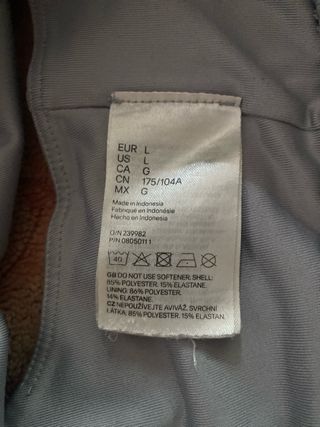 EUR L
US L
CA G
CN 175/104A
MX G
Made in Indonesia
Fabriqué en Indonésie
Hecho en Indonesia
O/N 239982
P/N 0805011 1
40
GB DO NOT USE SOFTENER. SHELL:
85% POLYESTER. 15% ELASTANE.
LINING: 86% POLYESTER.
14% ELASTANE.
CZ NEPOUŽÍVEJTE AVIVÁŽ. SVRCHNÍ
LÁTKA: 85% POLYESTER. 15% ELASTAN.